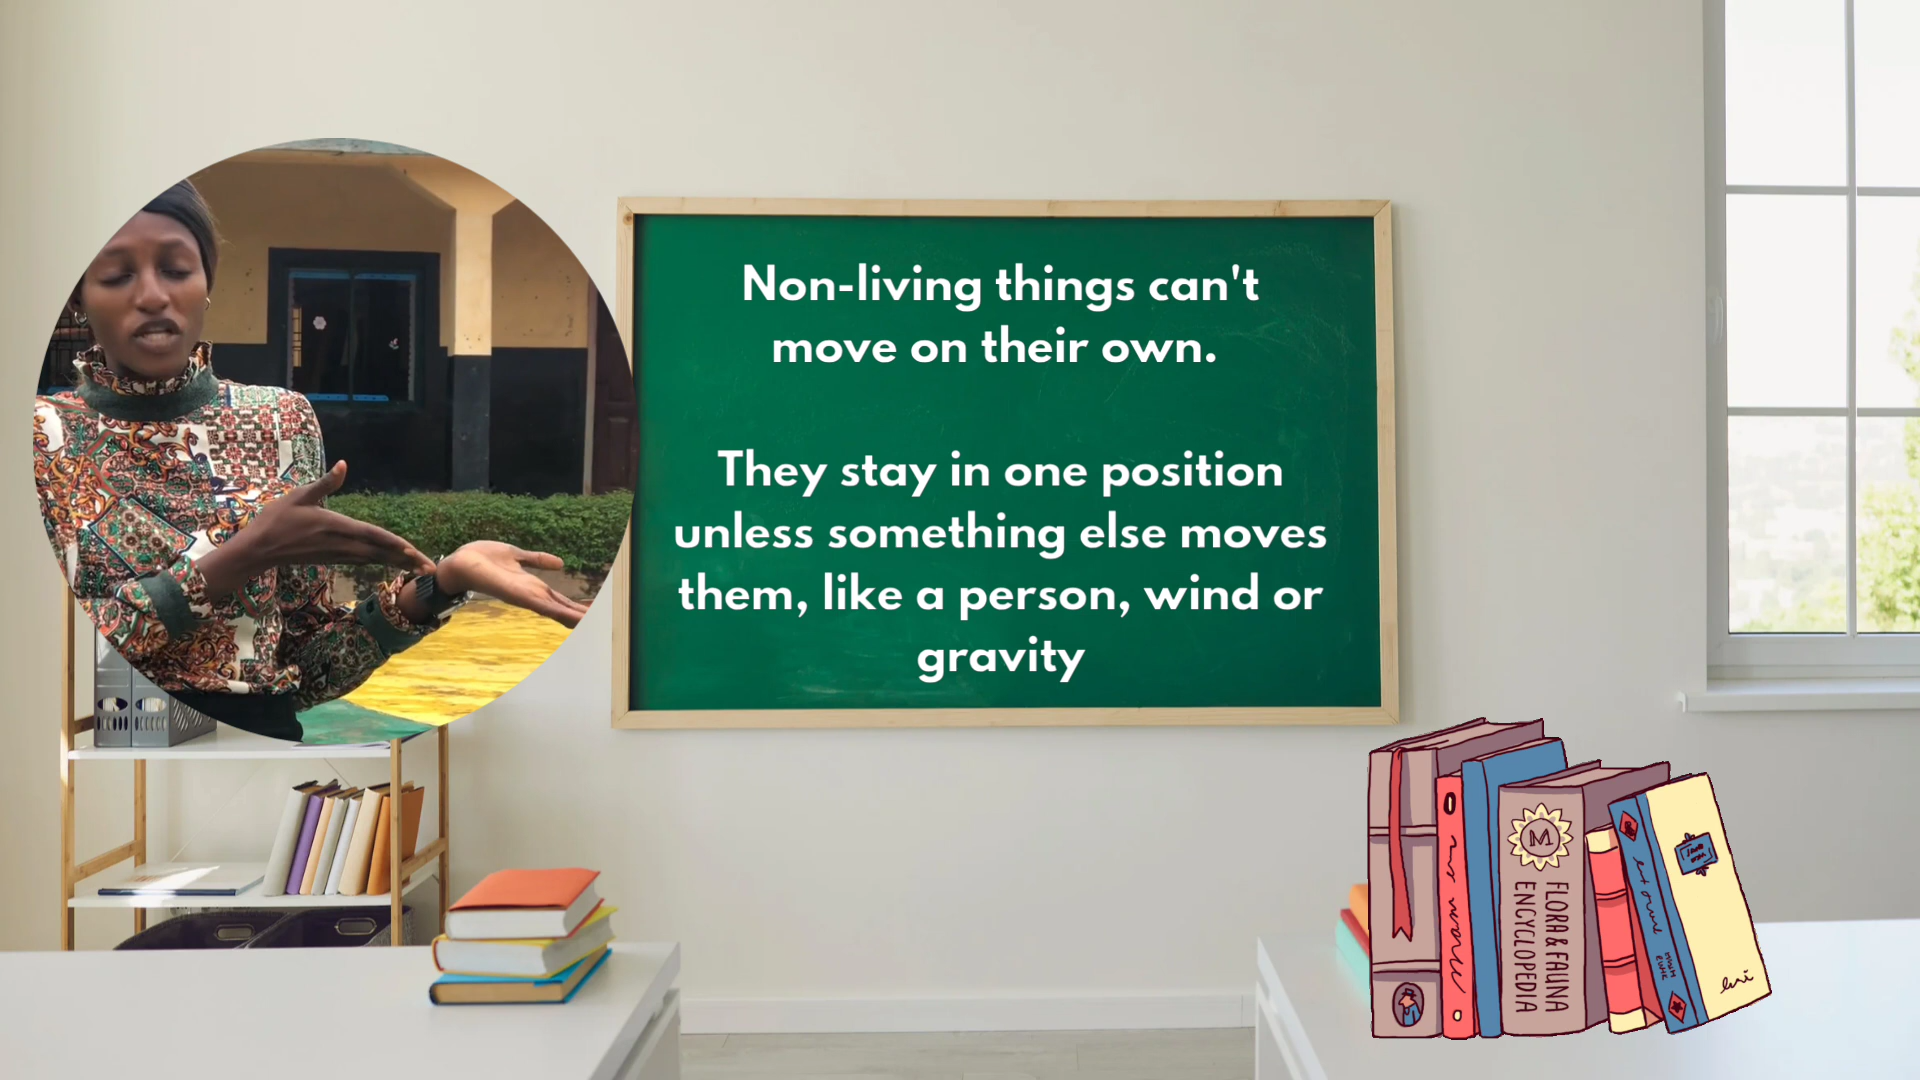 Non-living things can't
move on their own.
They stay in one position
unless something else moves
them, like a person, wind or
gravity
M
FLORA & FAUNA
ENCYCLOPEDIA